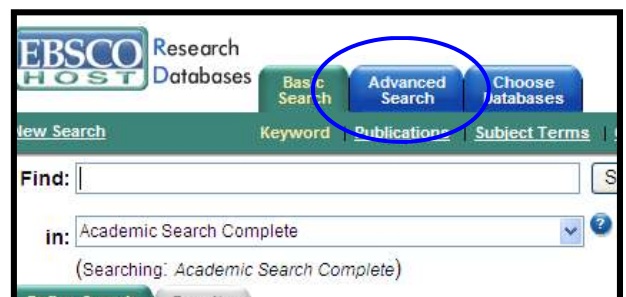 EBSCO HOST Research Databases
Basic Search Advanced Search Choose Databases
New Search Keyword Publications Subject Terms
Find:
in: Academic Search Complete
(Searching: Academic Search Complete)